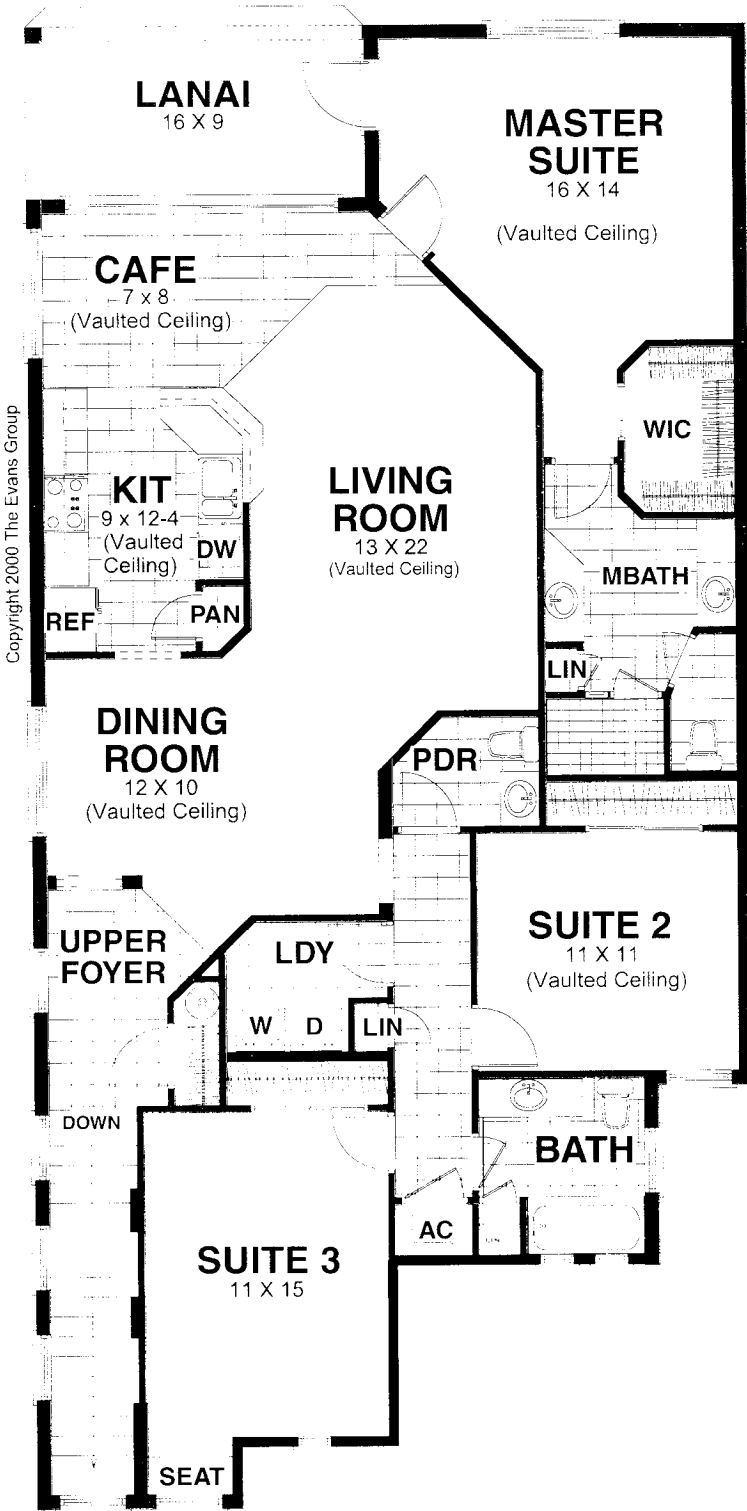 LANAI
16 X 9
MASTER
SUITE
16 X 14
(Vaulted Ceiling)
CAFE
7 x 8
(Vaulted Ceiling)
Copyright 2000 The Evans Group
WIC
KIT
9 x 12-4
(Vaulted
Ceiling)
LIVING
ROOM
13 X 22
(Vaulted Ceiling)
DW
MBATH
REF
PAN
LIN
DINING
ROOM
12 X 10
(Vaulted Ceiling)
PDR
UPPER
FOYER
LDY
W D
LIN
SUITE 2
11 X 11
(Vaulted Ceiling)
DOWN
BATH
AC
LIN
SUITE 3
11 X 15
SEAT